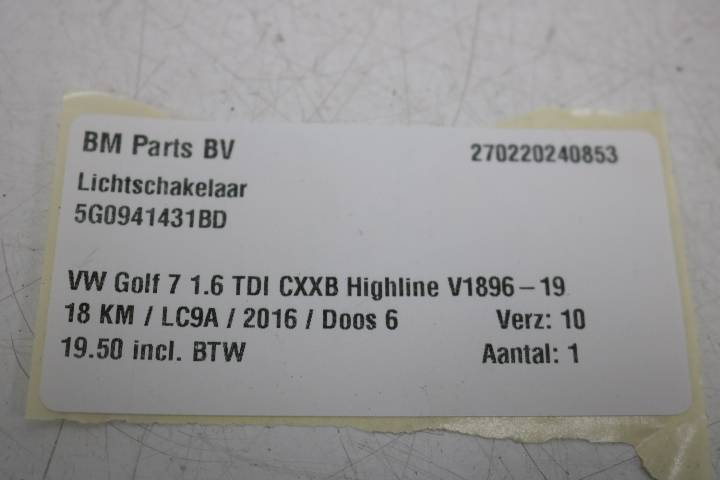 BM Parts BV 270220240853
Lichtschakelaar
5G0941431BD
VW Golf 7 1.6 TDI CXXB Highline V1896-19
18 KM / LC9A / 2016 / Doos 6 Verz: 10
19.50 incl. BTW Aantal: 1